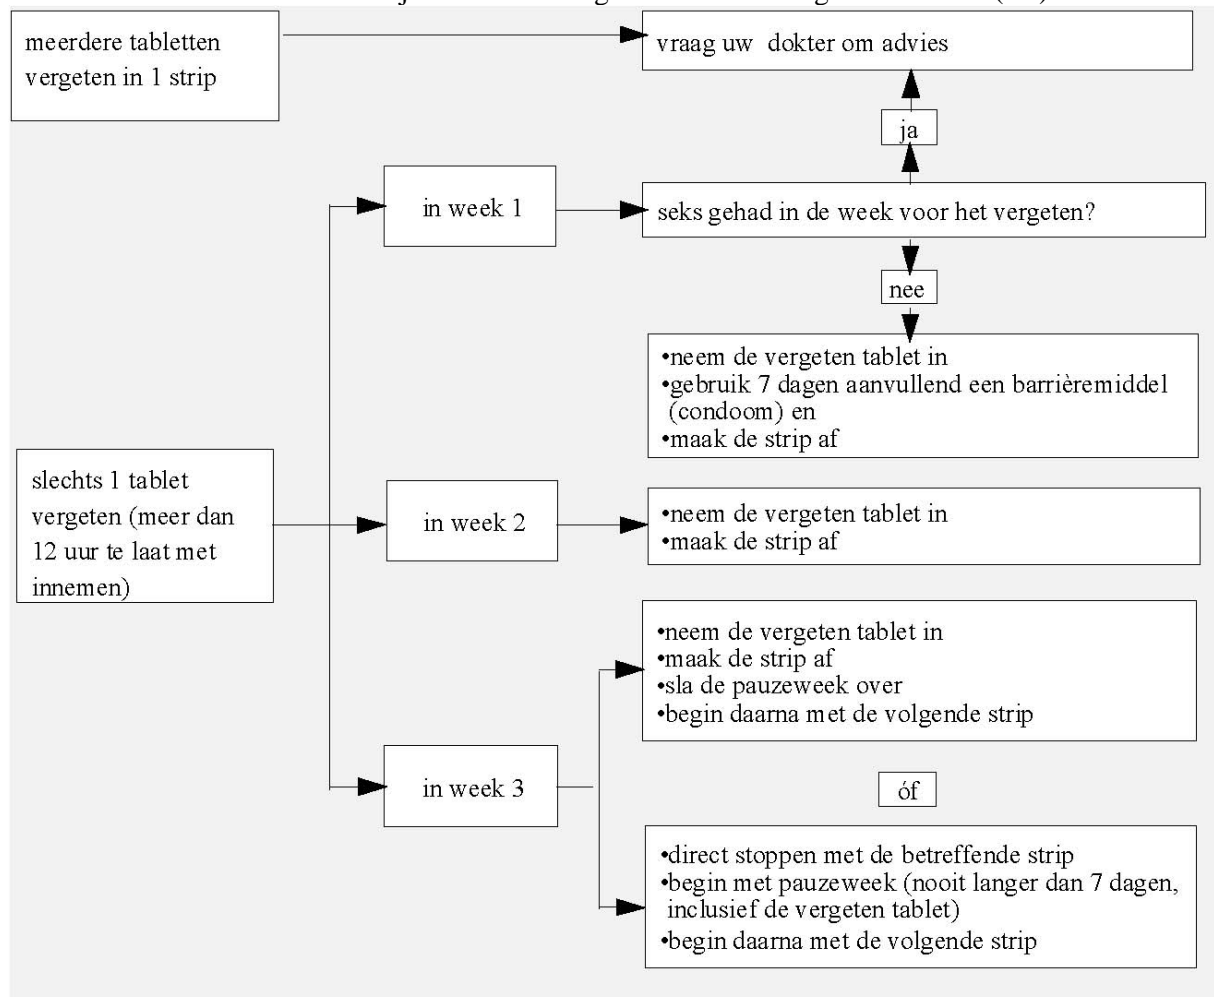 meerdere tabletten
vergeten in 1 strip
vraag uw dokter om advies
ja
in week 1
seks gehad in de week voor het vergeten?
nee
•neem de vergeten tablet in
•gebruik 7 dagen aanvullend een barrièremiddel
(condoom) en
•maak de strip af
slechts 1 tablet
vergeten (meer dan
12 uur te laat met
innemen)
in week 2
•neem de vergeten tablet in
•maak de strip af
•neem de vergeten tablet in
•maak de strip af
•sla de pauzeweek over
•begin daarna met de volgende strip
in week 3
óf
•direct stoppen met de betreffende strip
•begin met pauzeweek (nooit langer dan 7 dagen,
inclusief de vergeten tablet)
•begin daarna met de volgende strip